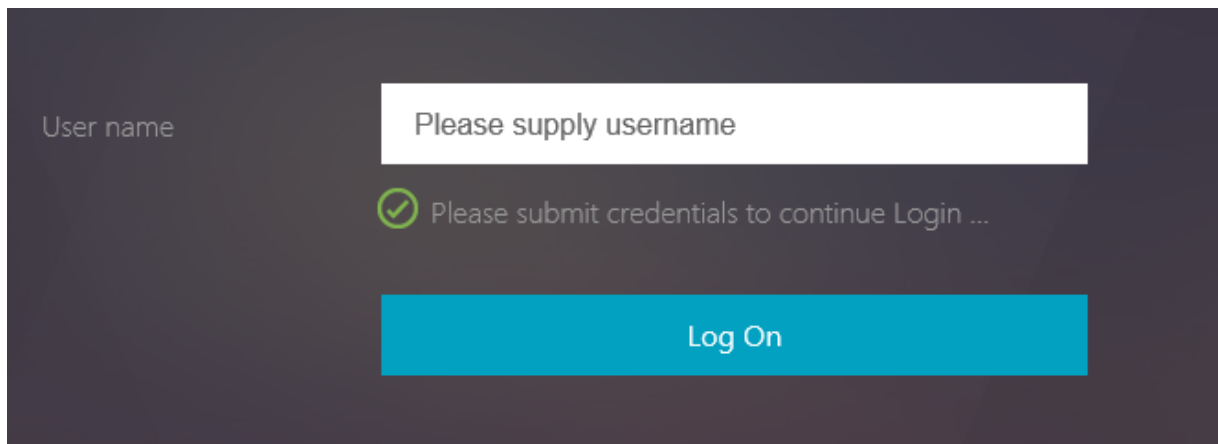 User name
Please supply username
Please submit credentials to continue Login ...
Log On